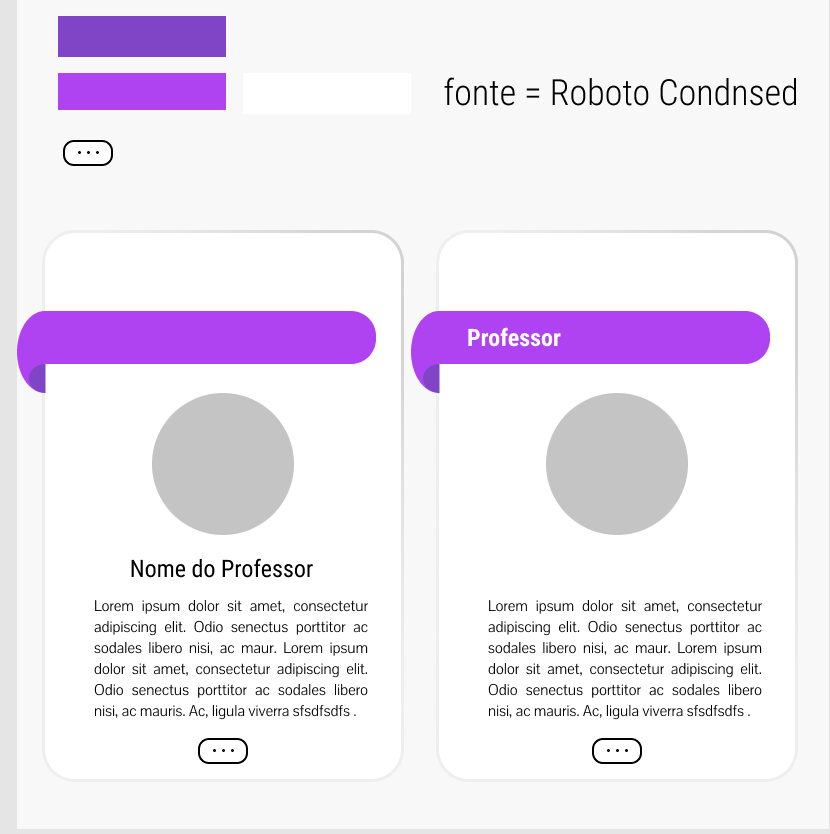 fonte = Roboto Condnsed
Professor
Nome do Professor
Lorem ipsum dolor sit amet, consectetur
adipiscing elit. Odio senectus porttitor ac
sodales libero nisi, ac maur. Lorem ipsum
dolor sit amet, consectetur adipiscing elit.
Odio senectus porttitor ac sodales libero
nisi, ac mauris. Ac, ligula viverra sfsdfsdfs .
Lorem ipsum dolor sit amet, consectetur
adipiscing elit. Odio senectus porttitor ac
sodales libero nisi, ac maur. Lorem ipsum
dolor sit amet, consectetur adipiscing elit.
Odio senectus porttitor ac sodales libero
nisi, ac mauris. Ac, ligula viverra sfsdfsdfs .